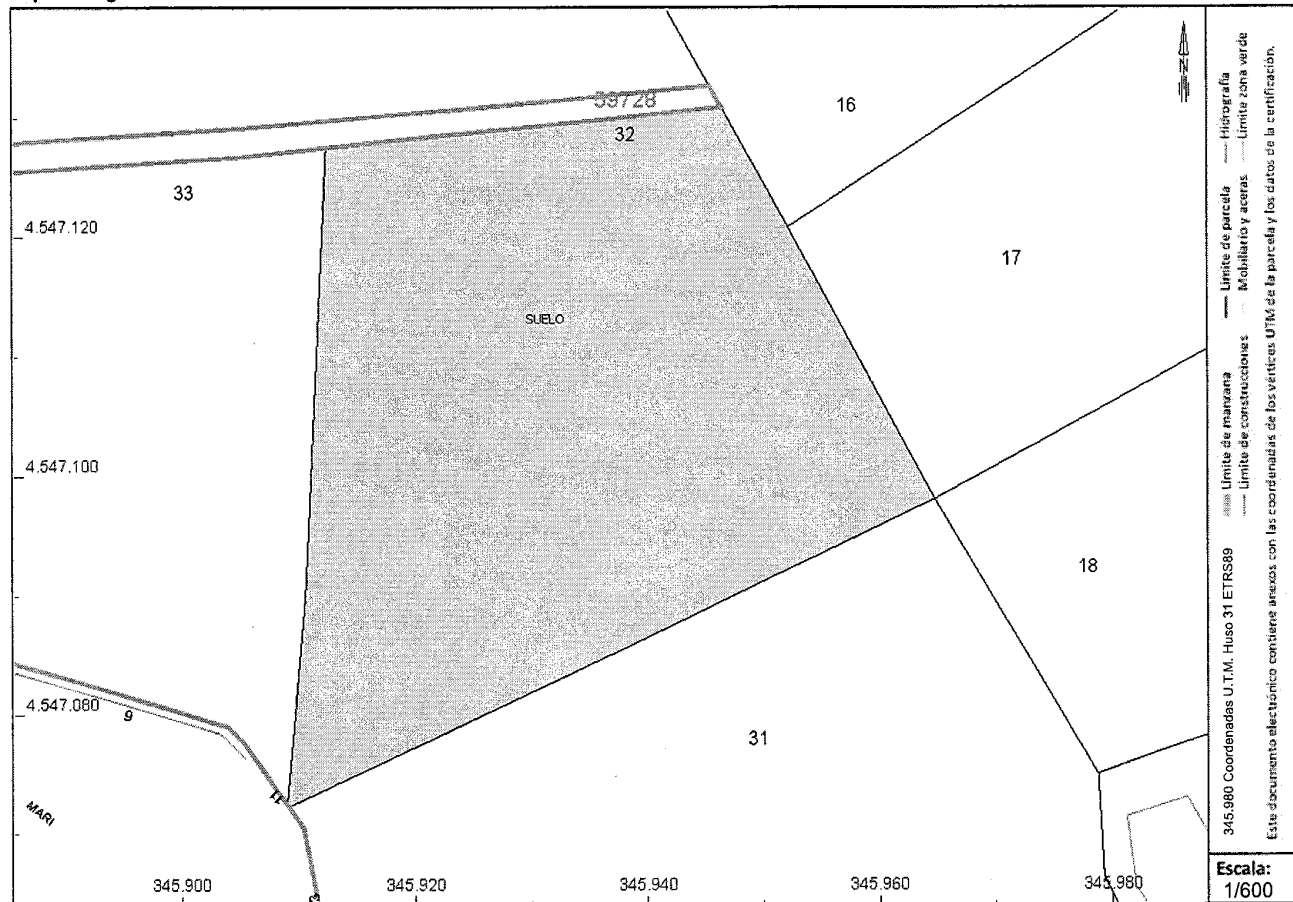 59728
16
32
33
4.547.120
17
SUELO
4.547.100
18
4.547.080
9
31
11
MARI
345.900
345.920
345.940
345.960
345.980
345.980 Coordenadas U.T.M. Huso 31 ETRS89
Límite de manzana
Límite de parcela
Hidrografía
Límite de construcciones
Mobiliario y aceras
Límite zona verde
Este documento electrónico contiene anexos con las coordenadas de los vértices UTM de la parcela y los datos de la certificación.
Escala:
1/600